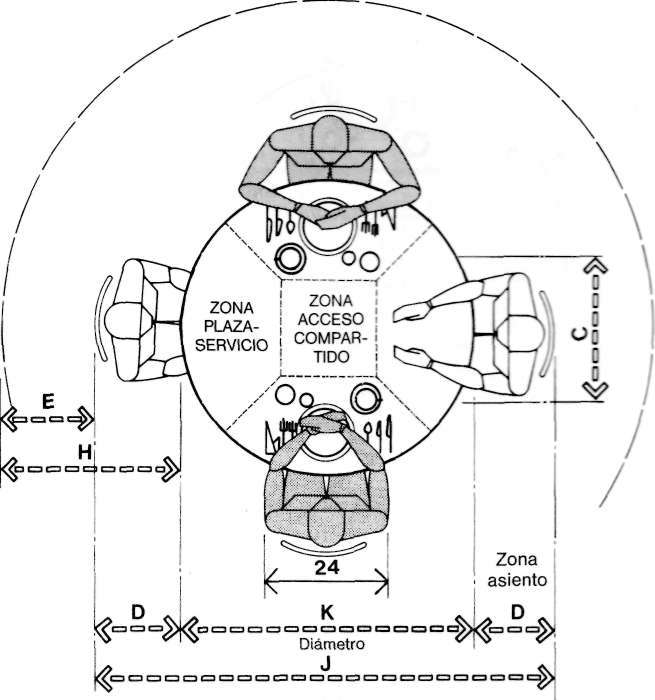 ZONA
PLAZA-
SERVICIO
ZONA
ACCESO
COMPAR-
TIDO
C
E
H
24
Zona
asiento
D
K
D
Diámetro
J